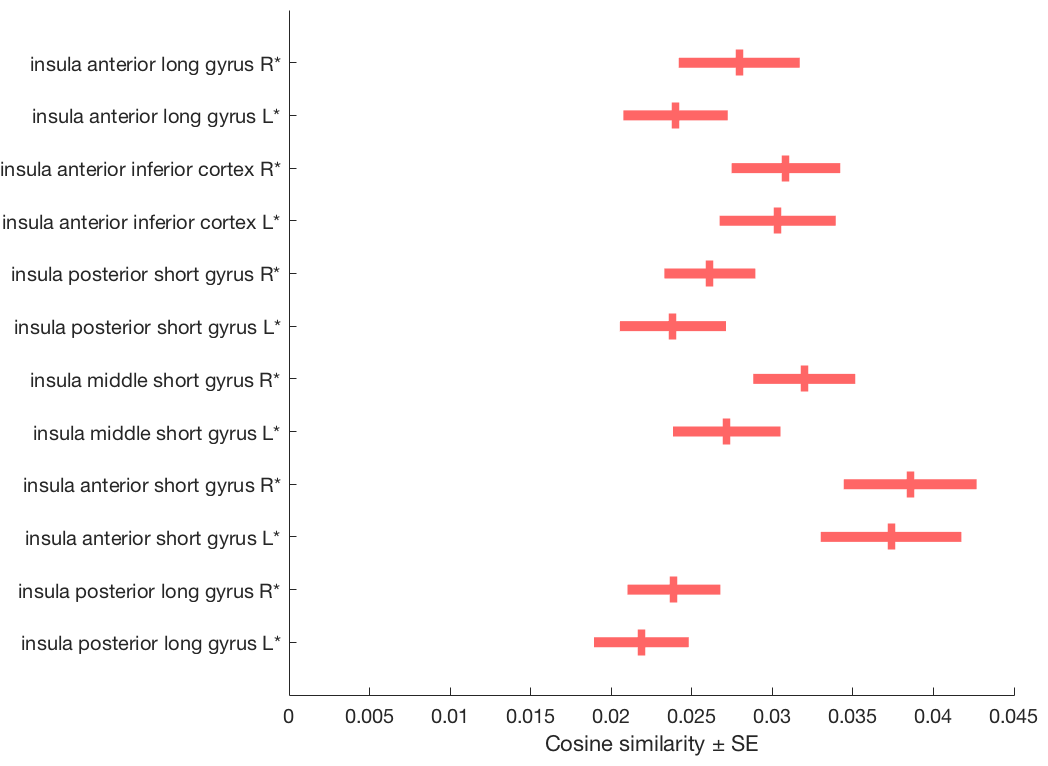 insula anterior long gyrus R*
insula anterior long gyrus L*
insula anterior inferior cortex R*
insula anterior inferior cortex L*
insula posterior short gyrus R*
insula posterior short gyrus L*
insula middle short gyrus R*
insula middle short gyrus L*
insula anterior short gyrus R*
insula anterior short gyrus L*
insula posterior long gyrus R*
insula posterior long gyrus L*
0 0.005 0.01 0.015 0.02 0.025 0.03 0.035 0.04 0.045
Cosine similarity ± SE